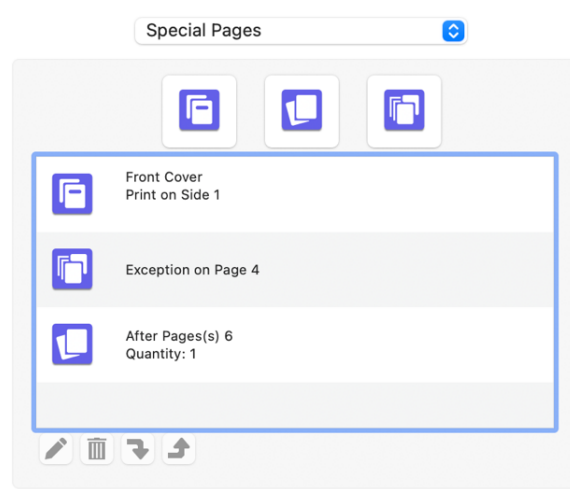 Special Pages
Front Cover
Print on Side 1
Exception on Page 4
After Pages(s) 6
Quantity: 1